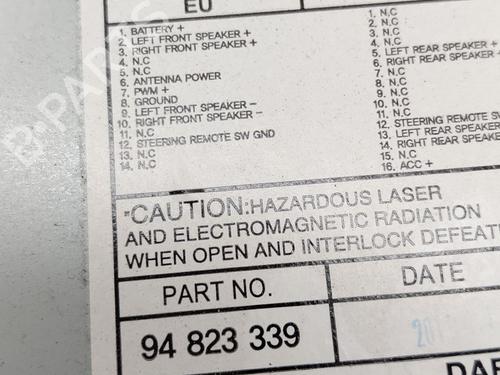 EU
1. BATTERY +
2. LEFT FRONT SPEAKER +
3. RIGHT FRONT SPEAKER +
4. N.C
5. N.C
6. ANTENNA POWER
7. PWM +
8. GROUND
9. LEFT FRONT SPEAKER -
10. RIGHT FRONT SPEAKER -
11. N.C
12. STEERING REMOTE SW GND
13. N.C
14. N.C
1. N.C
2. N.C
3. N.C
4. N.C
5. LEFT REAR SPEAKER +
6. RIGHT REAR SPEAKER +
7. N.C
8. N.C
9. N.C
10. N.C
11. N.C
12. STEERING REMOTE SW
13. LEFT REAR SPEAKER
14. RIGHT REAR SPEAKER
15. N.C
16. ACC +
CAUTION:HAZARDOUS LASER
AND ELECTROMAGNETIC RADIATION
WHEN OPEN AND INTERLOCK DEFEAT
PART NO.
DATE
94 823 339
20